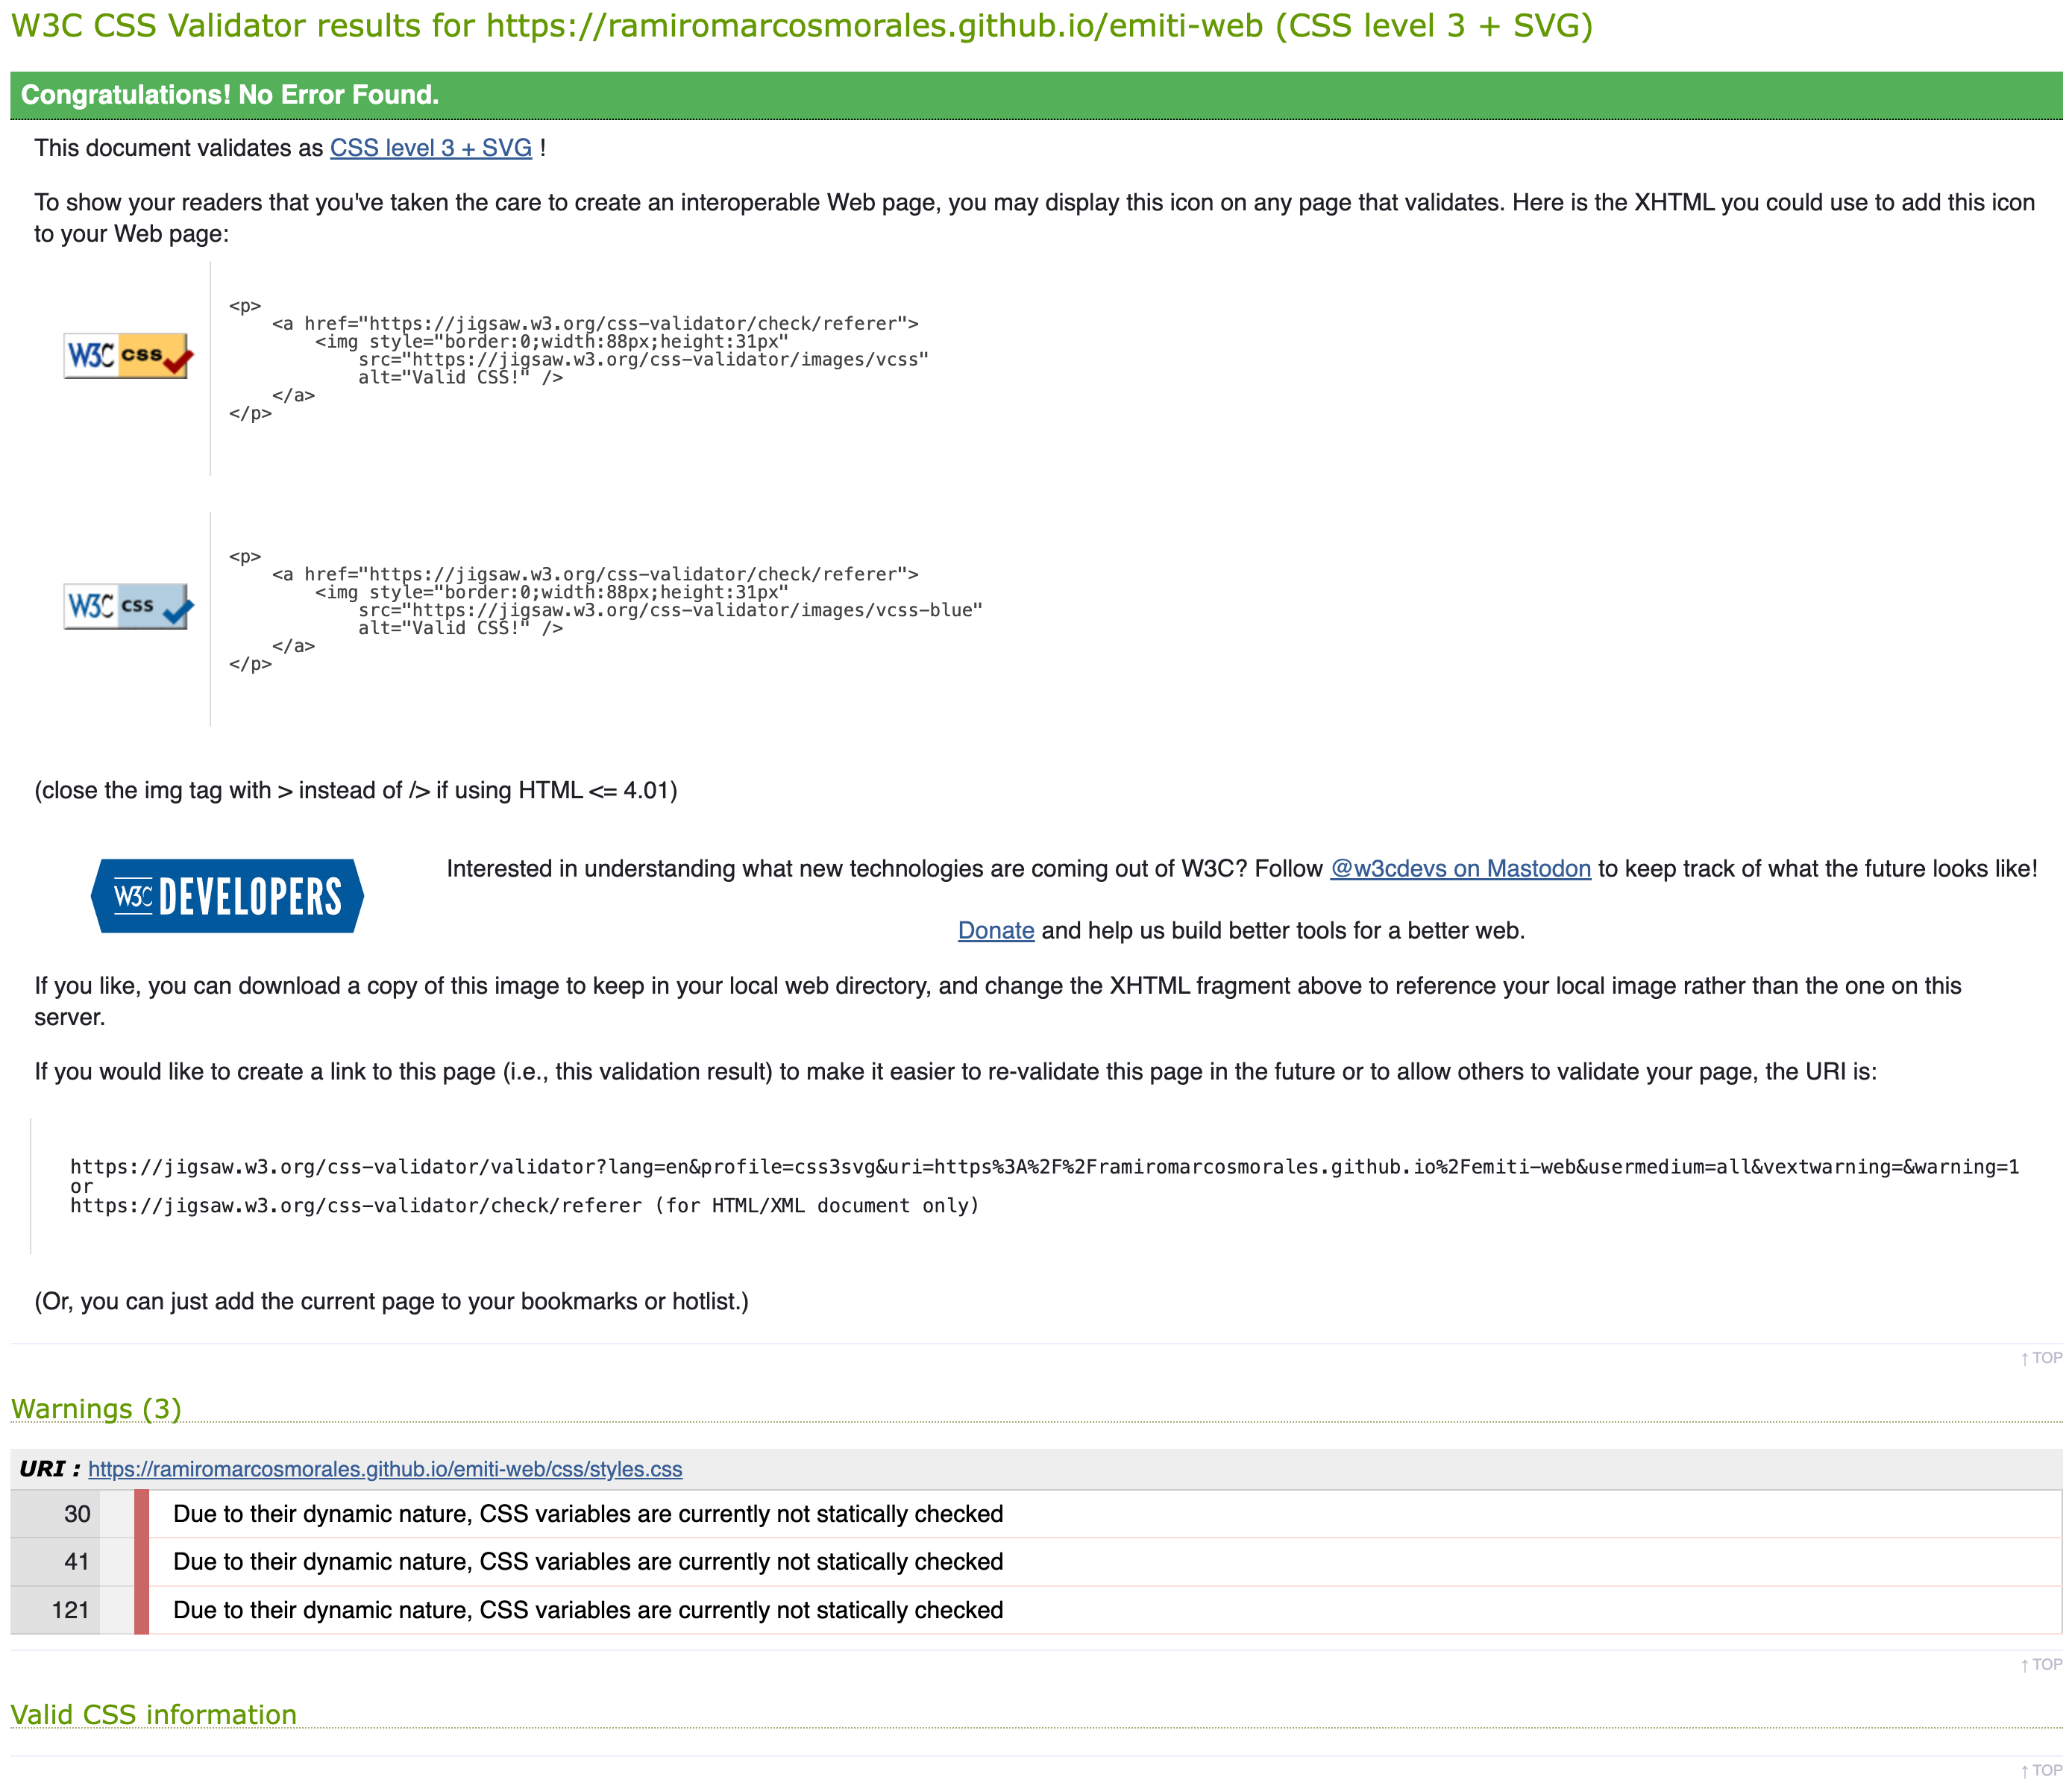 W3C CSS Validator results for https://ramiromarcosmorales.github.io/emiti-web (CSS level 3 + SVG)
Congratulations! No Error Found.
This document validates as CSS level 3 + SVG !
To show your readers that you've taken the care to create an interoperable Web page, you may display this icon on any page that validates. Here is the XHTML you could use to add this icon
to your Web page:
W3C css
<p>
    <a href="https://jigsaw.w3.org/css-validator/check/referer">
        <img style="border:0;width:88px;height:31px"
            src="https://jigsaw.w3.org/css-validator/images/vcss"
            alt="Valid CSS!" />
    </a>
</p>
W3C css
<p>
    <a href="https://jigsaw.w3.org/css-validator/check/referer">
        <img style="border:0;width:88px;height:31px"
            src="https://jigsaw.w3.org/css-validator/images/vcss-blue"
            alt="Valid CSS!" />
    </a>
</p>
(close the img tag with > instead of /> if using HTML <= 4.01)
W3C DEVELOPERS
Interested in understanding what new technologies are coming out of W3C? Follow @w3cdevs on Mastodon to keep track of what the future looks like!
Donate and help us build better tools for a better web.
If you like, you can download a copy of this image to keep in your local web directory, and change the XHTML fragment above to reference your local image rather than the one on this
server.
If you would like to create a link to this page (i.e., this validation result) to make it easier to re-validate this page in the future or to allow others to validate your page, the URI is:
https://jigsaw.w3.org/css-validator/validator?lang=en&profile=css3svg&uri=https%3A%2F%2Framiromarcosmorales.github.io%2Femiti-web&usermedium=all&vextwarning=&warning=1
or
https://jigsaw.w3.org/css-validator/check/referer (for HTML/XML document only)
(Or, you can just add the current page to your bookmarks or hotlist.)
↑ TOP
Warnings (3)
URI : https://ramiromarcosmorales.github.io/emiti-web/css/styles.css
30 Due to their dynamic nature, CSS variables are currently not statically checked
41 Due to their dynamic nature, CSS variables are currently not statically checked
121 Due to their dynamic nature, CSS variables are currently not statically checked
↑ TOP
Valid CSS information
↑ TOP